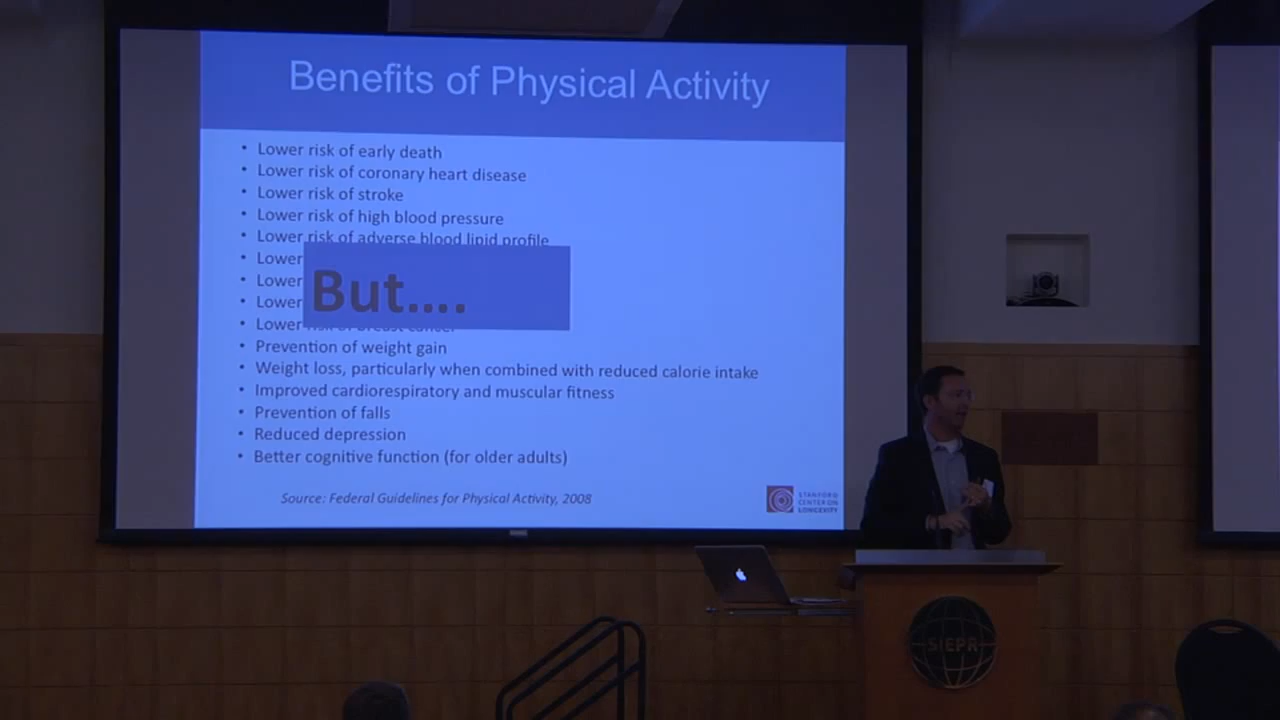 Benefits of Physical Activity
• Lower risk of early death
• Lower risk of coronary heart disease
• Lower risk of stroke
• Lower risk of high blood pressure
• Lower risk of adverse blood lipid profile
• Lower
• Lower
• Lower
• Lower risk of breast cancer
But....
• Prevention of weight gain
• Weight loss, particularly when combined with reduced calorie intake
• Improved cardiorespiratory and muscular fitness
• Prevention of falls
• Reduced depression
• Better cognitive function (for older adults)
Source: Federal Guidelines for Physical Activity, 2008
STANFORD
CENTER ON
LONGEVITY
SIEPR